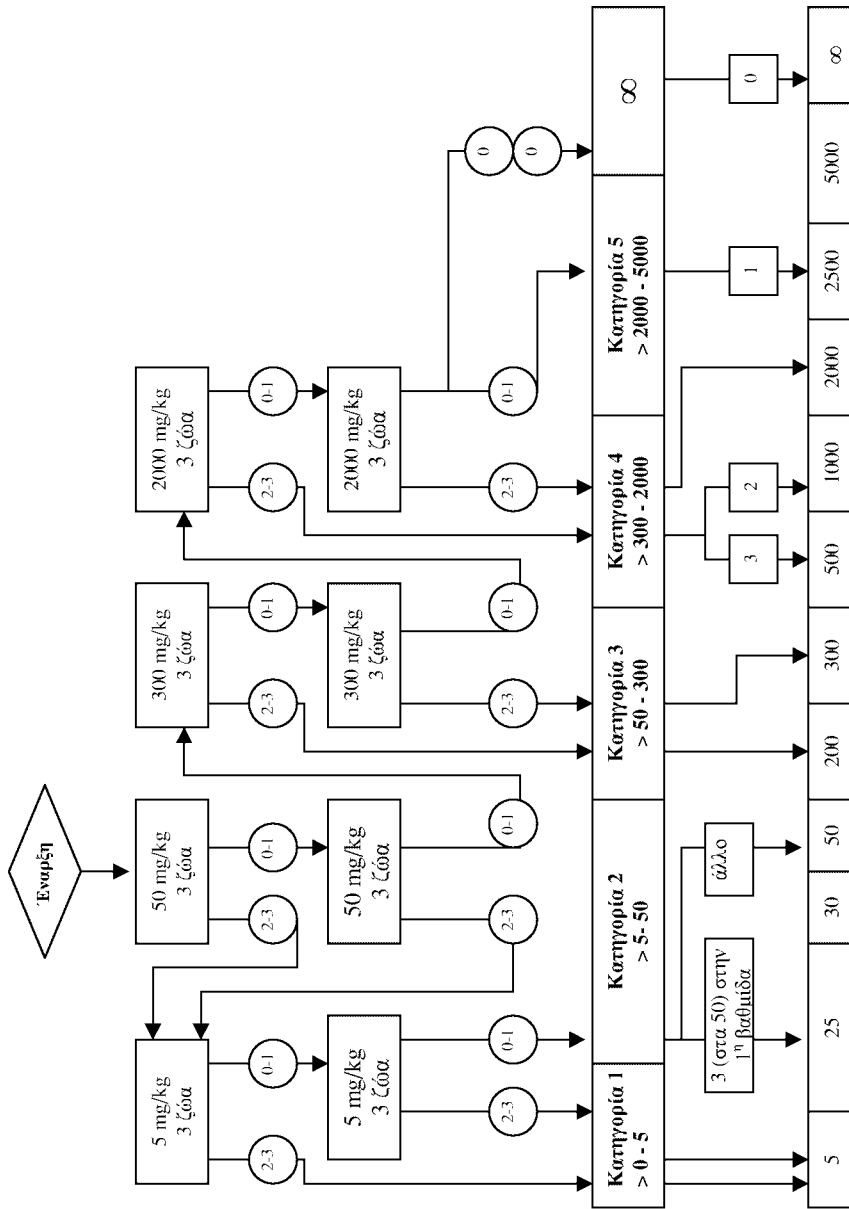 Έναρξη
5 mg/kg
3 ζώα
50 mg/kg
3 ζώα
300 mg/kg
3 ζώα
2000 mg/kg
3 ζώα
2-3
0-1
2-3
0-1
2-3
0-1
2-3
0-1
5 mg/kg
3 ζώα
50 mg/kg
3 ζώα
300 mg/kg
3 ζώα
2000 mg/kg
3 ζώα
2-3
0-1
2-3
0-1
2-3
0-1
2-3
0-1
0
0
Κατηγορία 1
> 0 - 5
Κατηγορία 2
> 5- 50
Κατηγορία 3
> 50 - 300
Κατηγορία 4
> 300 - 2000
Κατηγορία 5
> 2000 - 5000
∞
3 (στα 50) στην
1η βαθμίδα
άλλο
3
2
1
0
5
25
30
50
200
300
500
1000
2000
2500
5000
∞